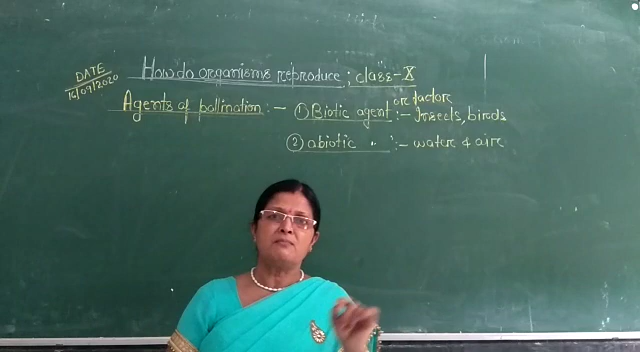 DATE
16/09/2020
How do organisms reproduce ; class-X
Agents of pollination :- ① Biotic agent or factor :- Insects, birds
② abiotic " :- water & air